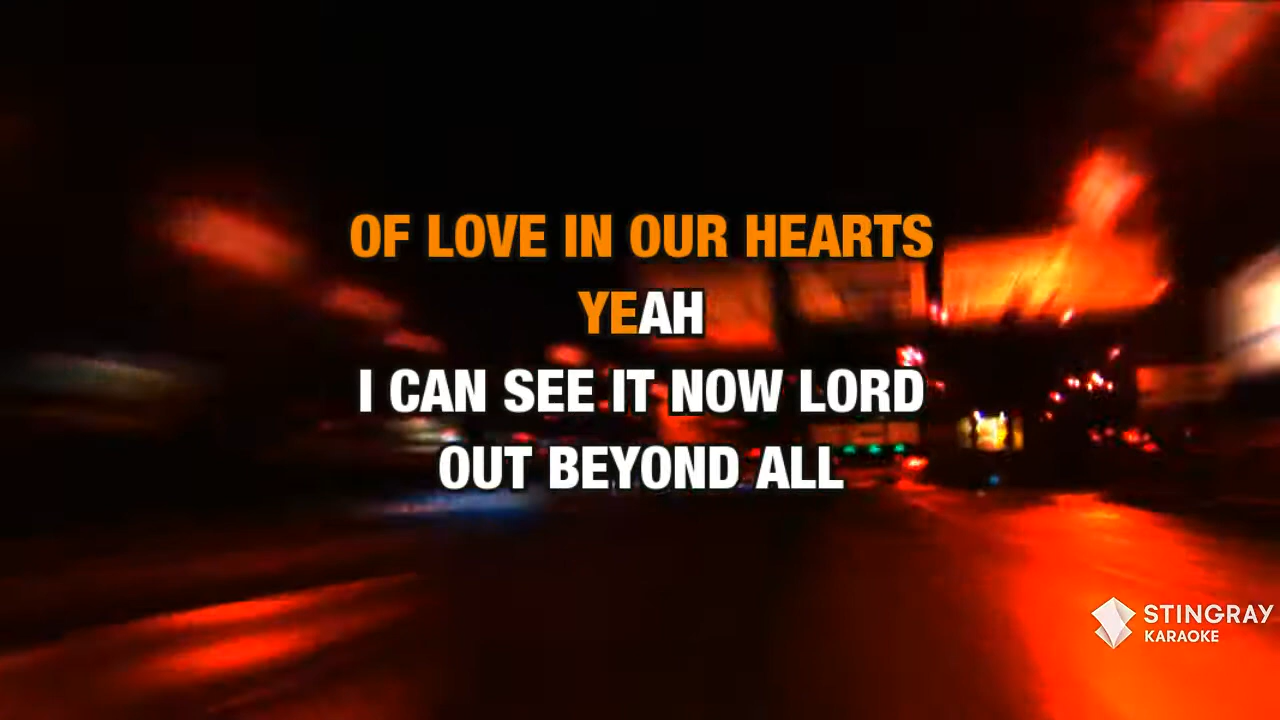 OF LOVE IN OUR HEARTS
YEAH
I CAN SEE IT NOW LORD
OUT BEYOND ALL
STINGRAY
KARAOKE